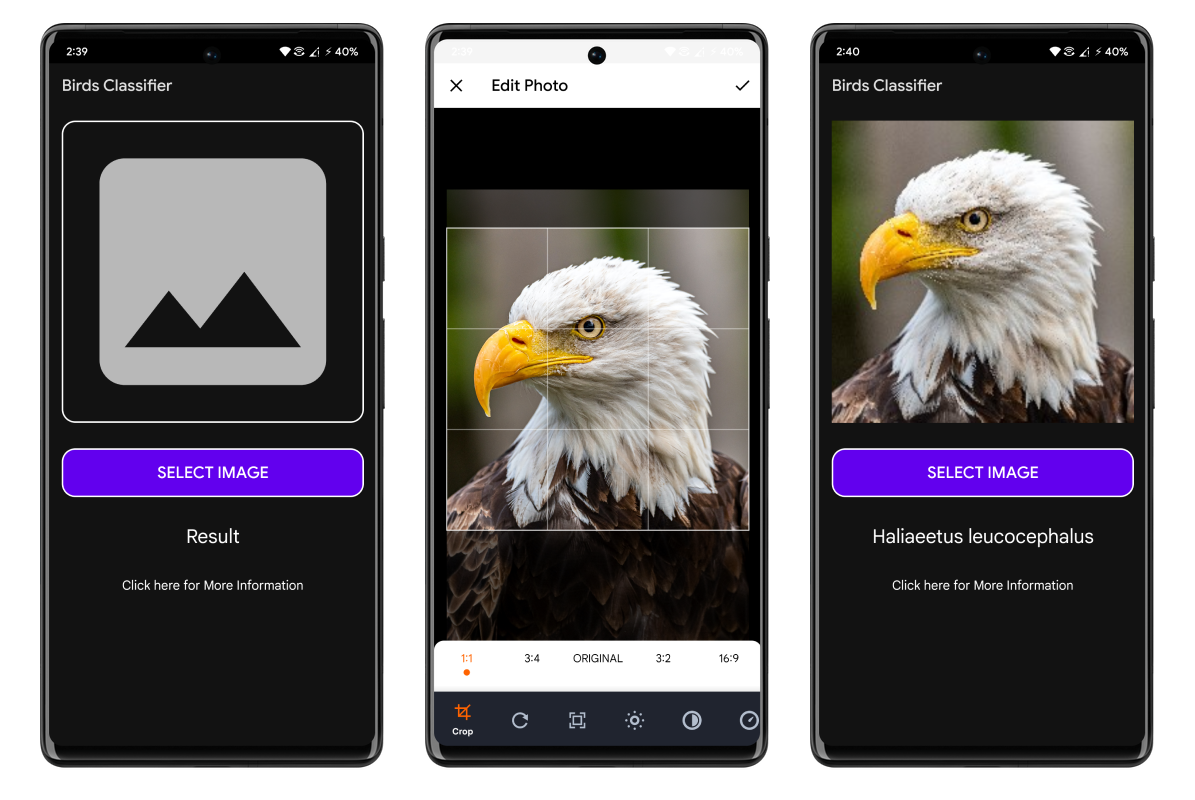 2:39
40%
Birds Classifier
SELECT IMAGE
Result
Click here for More Information
2:39
40%
Edit Photo
1:1
3:4
ORIGINAL
3:2
16:9
Crop
2:40
40%
Birds Classifier
SELECT IMAGE
Haliaeetus leucocephalus
Click here for More Information